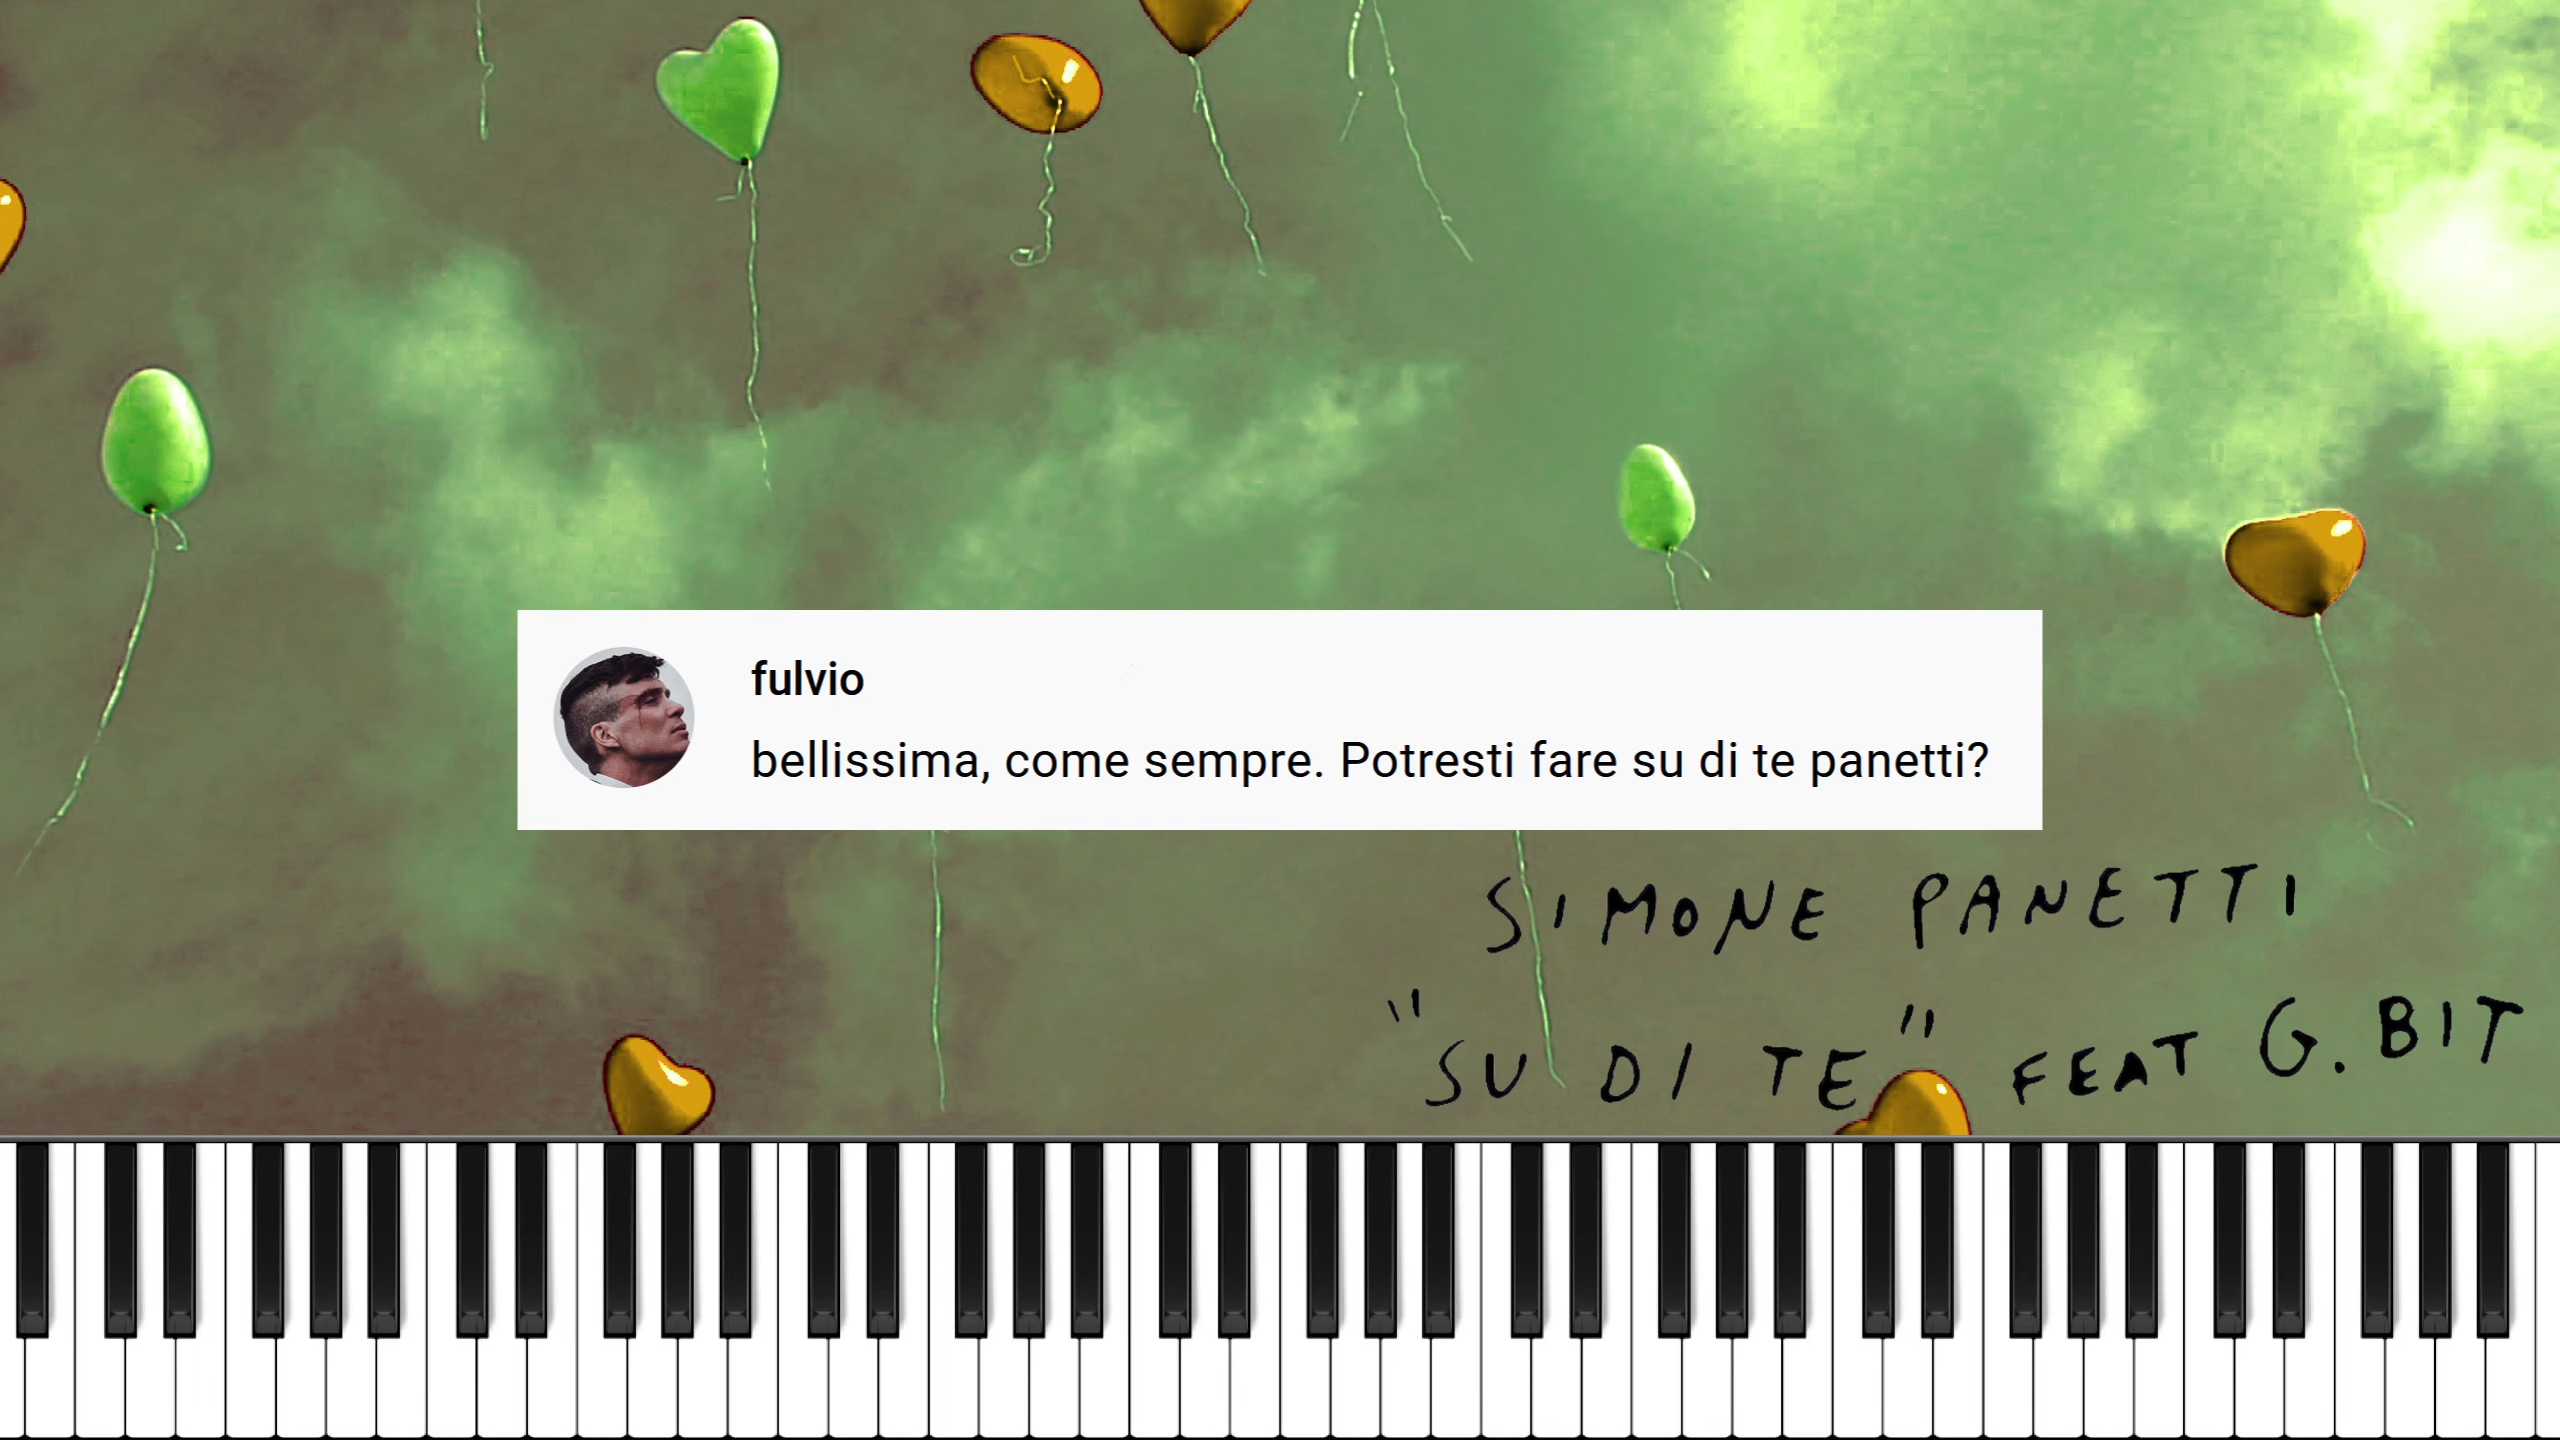 fulvio
bellissima, come sempre. Potresti fare su di te panetti?
SIMONE PANETTI
"SU DI TE" FEAT G. BIT